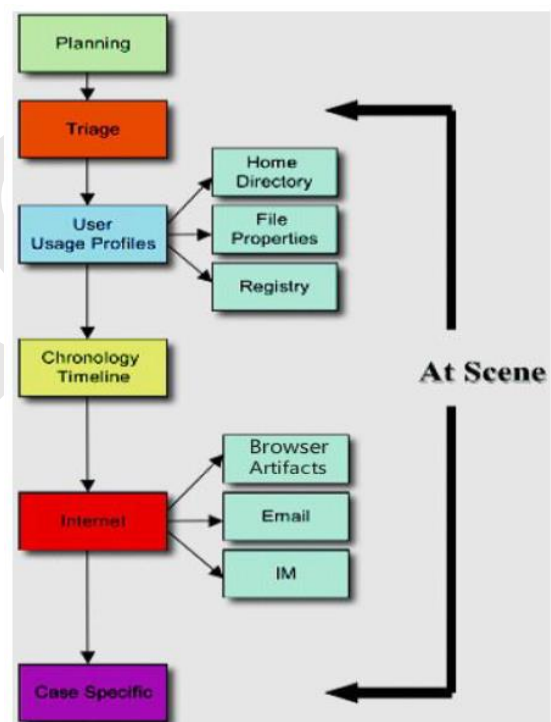 Planning
Triage
Home
Directory
User
Usage Profiles
File
Properties
Registry
Chronology
Timeline
At Scene
Browser
Artifacts
Internet
Email
IM
Case Specific